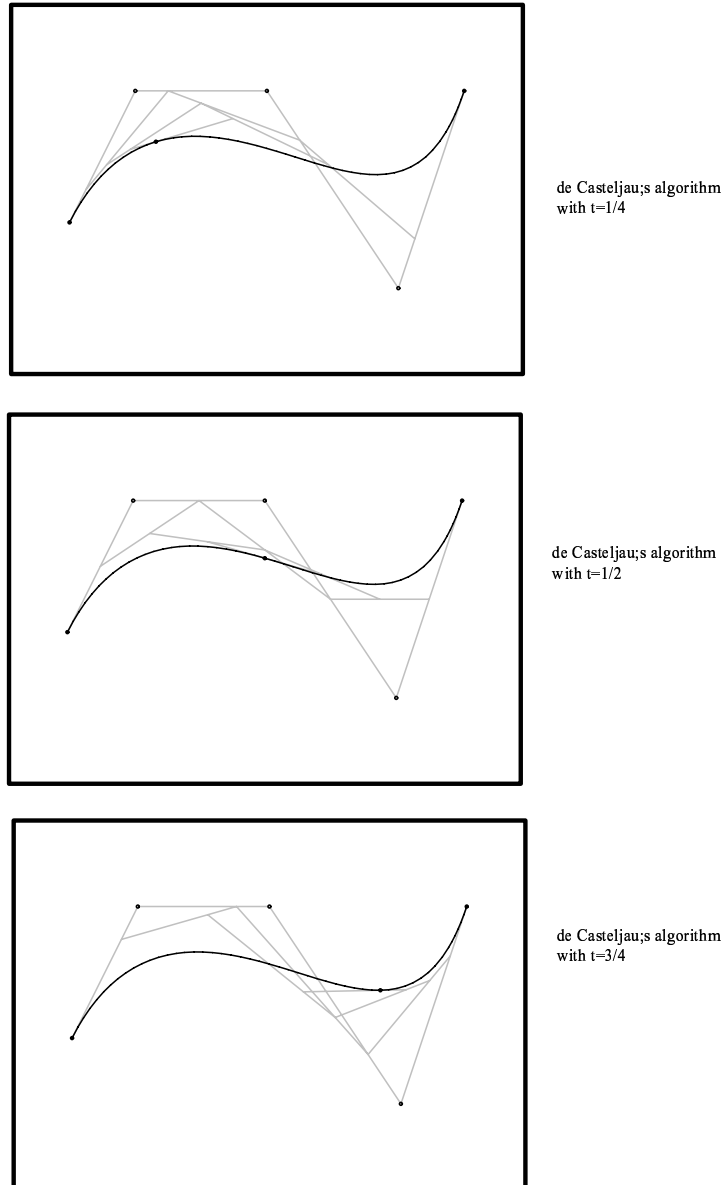 de Casteljau;s algorithm
with t=1/4
de Casteljau;s algorithm
with t=1/2
de Casteljau;s algorithm
with t=3/4